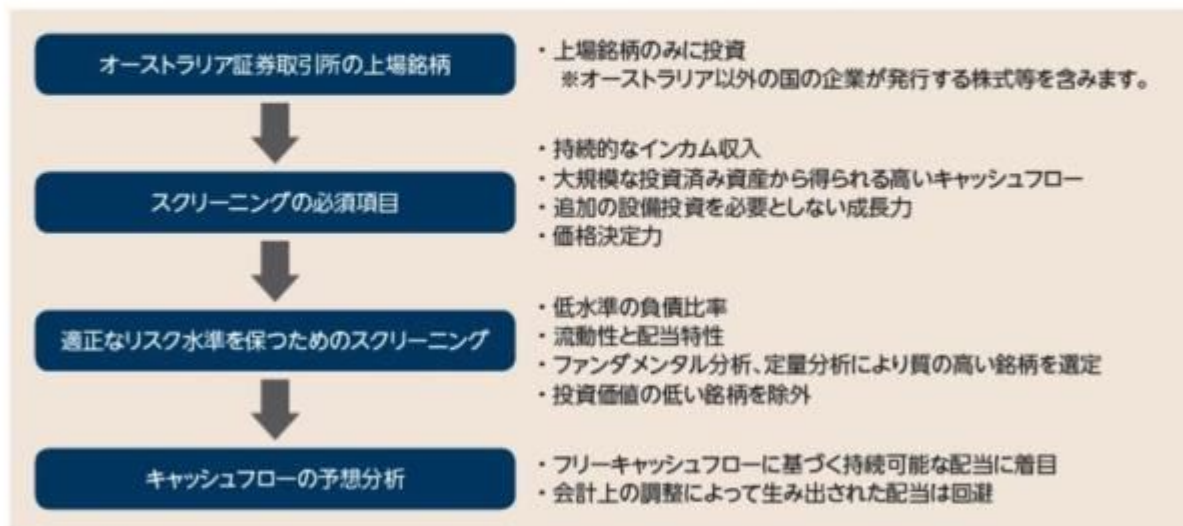 オーストラリア証券取引所の上場銘柄
・上場銘柄のみに投資
※オーストラリア以外の国の企業が発行する株式等を含みます。
スクリーニングの必須項目
・持続的なインカム収入
・大規模な投資済み資産から得られる高いキャッシュフロー
・追加の設備投資を必要としない成長力
・価格決定力
適正なリスク水準を保つためのスクリーニング
・低水準の負債比率
・流動性と配当特性
・ファンダメンタル分析、定量分析により質の高い銘柄を選定
・投資価値の低い銘柄を除外
キャッシュフローの予想分析
・フリーキャッシュフローに基づく持続可能な配当に着目
・会計上の調整によって生み出された配当は回避